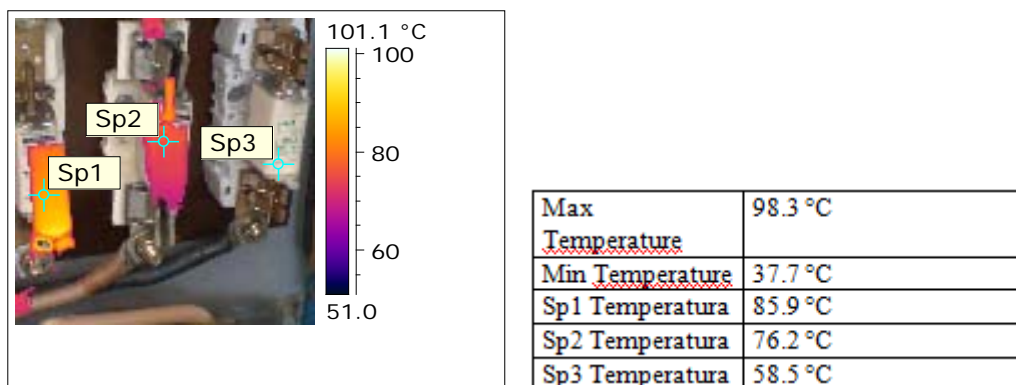 101.1 °C
100
Sp2
Sp3
80
Sp1
60
51.0
Max Temperature 98.3 °C
Min Temperature 37.7 °C
Sp1 Temperatura 85.9 °C
Sp2 Temperatura 76.2 °C
Sp3 Temperatura 58.5 °C